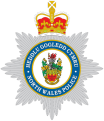 HEDDLU GOGLEDD CYMRU
NORTH WALES POLICE